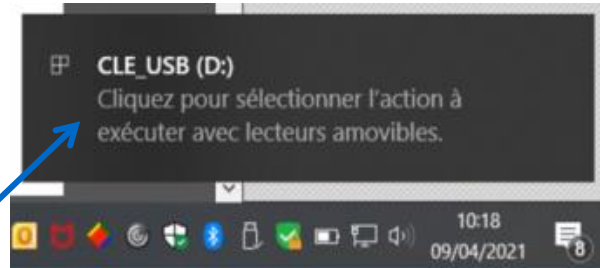 CLE_USB (D:)
Cliquez pour sélectionner l'action à
exécuter avec lecteurs amovibles.
10:18
09/04/2021
8